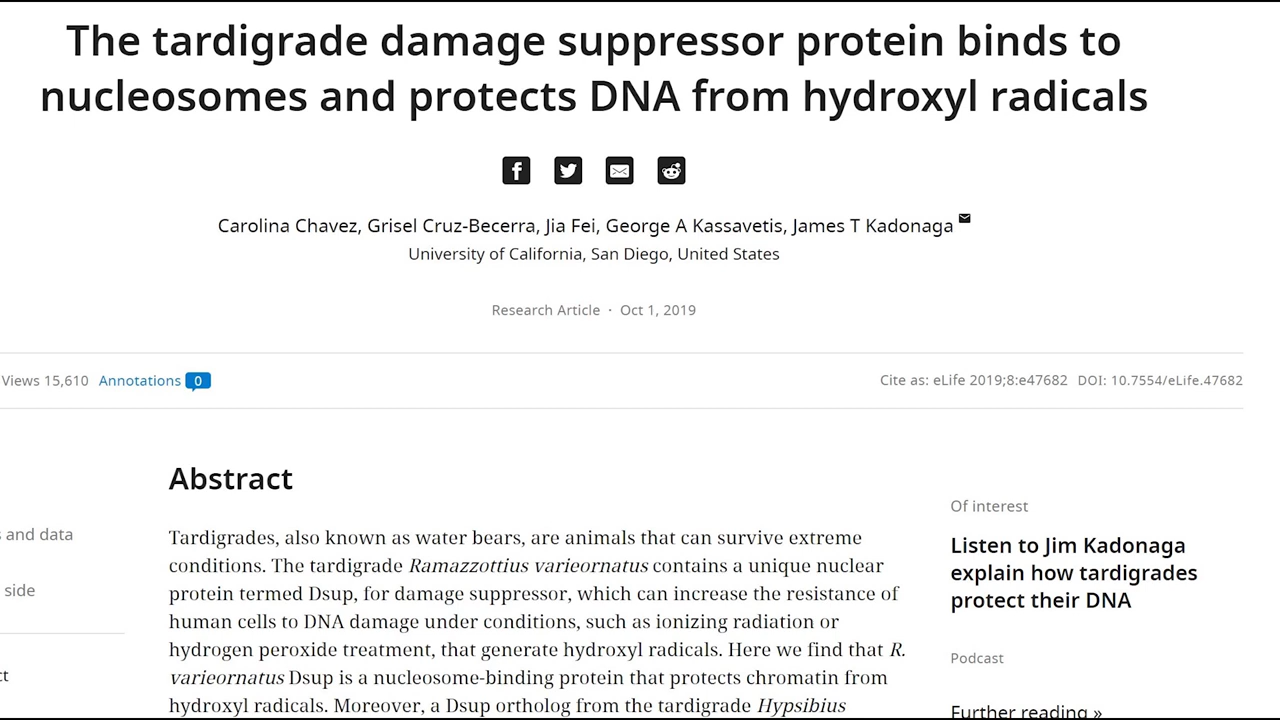 The tardigrade damage suppressor protein binds to
nucleosomes and protects DNA from hydroxyl radicals
Carolina Chavez, Grisel Cruz-Becerra, Jia Fei, George A Kassavetis, James T Kadonaga
University of California, San Diego, United States
Research Article · Oct 1, 2019
Views 15,610 Annotations 0
Cite as: eLife 2019;8:e47682 DOI: 10.7554/eLife.47682
Abstract
Tardigrades, also known as water bears, are animals that can survive extreme
conditions. The tardigrade Ramazzottius varieornatus contains a unique nuclear
protein termed Dsup, for damage suppressor, which can increase the resistance of
human cells to DNA damage under conditions, such as ionizing radiation or
hydrogen peroxide treatment, that generate hydroxyl radicals. Here we find that R.
varieornatus Dsup is a nucleosome-binding protein that protects chromatin from
hydroxyl radicals. Moreover, a Dsup ortholog from the tardigrade Hypsibius
and data
side
ct
Of interest
Listen to Jim Kadonaga
explain how tardigrades
protect their DNA
Podcast
Further reading »